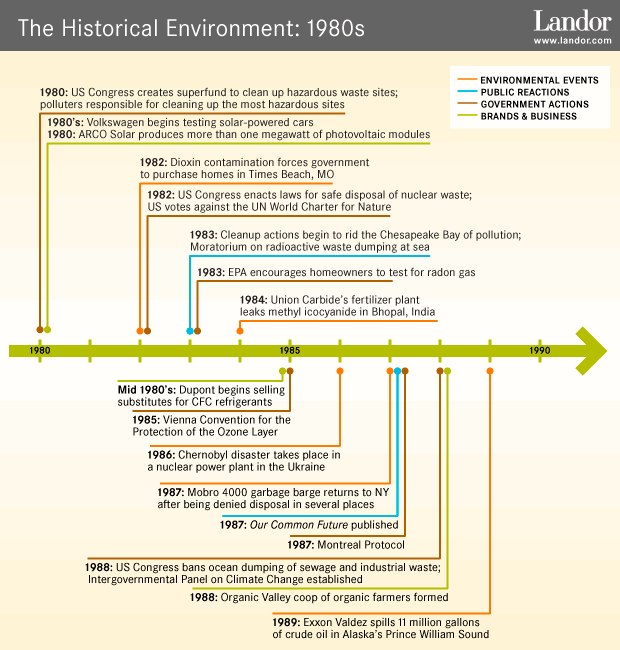 The Historical Environment: 1980s
Landor
www.landor.com
ENVIRONMENTAL EVENTS
PUBLIC REACTIONS
GOVERNMENT ACTIONS
BRANDS & BUSINESS
1980: US Congress creates superfund to clean up hazardous waste sites;
polluters responsible for cleaning up the most hazardous sites
1980's: Volkswagen begins testing solar-powered cars
1980: ARCO Solar produces more than one megawatt of photovoltaic modules
1982: Dioxin contamination forces government
to purchase homes in Times Beach, MO
1982: US Congress enacts laws for safe disposal of nuclear waste;
US votes against the UN World Charter for Nature
1983: Cleanup actions begin to rid the Chesapeake Bay of pollution;
Moratorium on radioactive waste dumping at sea
1983: EPA encourages homeowners to test for radon gas
1984: Union Carbide's fertilizer plant
leaks methyl icocyanide in Bhopal, India
1980
1985
1990
Mid 1980's: Dupont begins selling
substitutes for CFC refrigerants
1985: Vienna Convention for the
Protection of the Ozone Layer
1986: Chernobyl disaster takes place in
a nuclear power plant in the Ukraine
1987: Mobro 4000 garbage barge returns to NY
after being denied disposal in several places
1987: Our Common Future published
1987: Montreal Protocol
1988: US Congress bans ocean dumping of sewage and industrial waste;
Intergovernmental Panel on Climate Change established
1988: Organic Valley coop of organic farmers formed
1989: Exxon Valdez spills 11 million gallons
of crude oil in Alaska's Prince William Sound